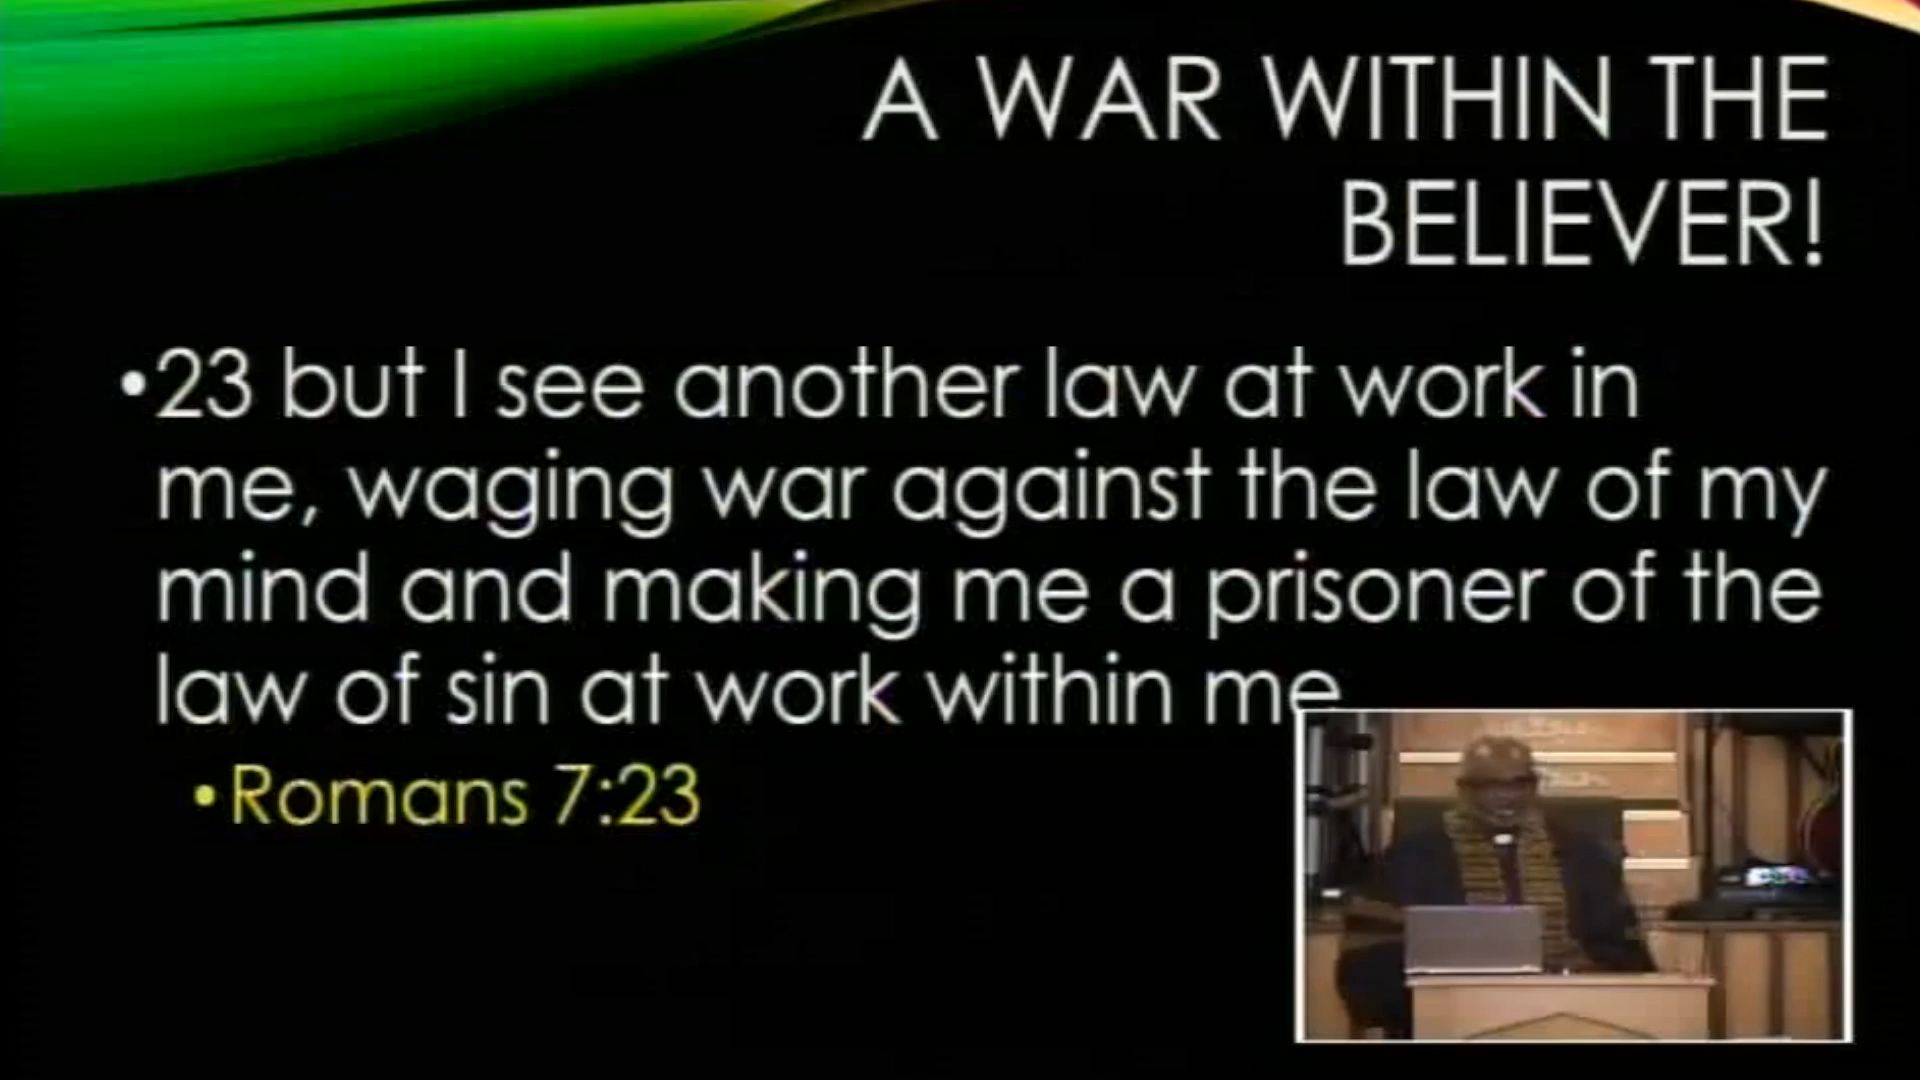 A WAR WITHIN THE
BELIEVER!
•23 but I see another law at work in
me, waging war against the law of my
mind and making me a prisoner of the
law of sin at work within me
•Romans 7:23